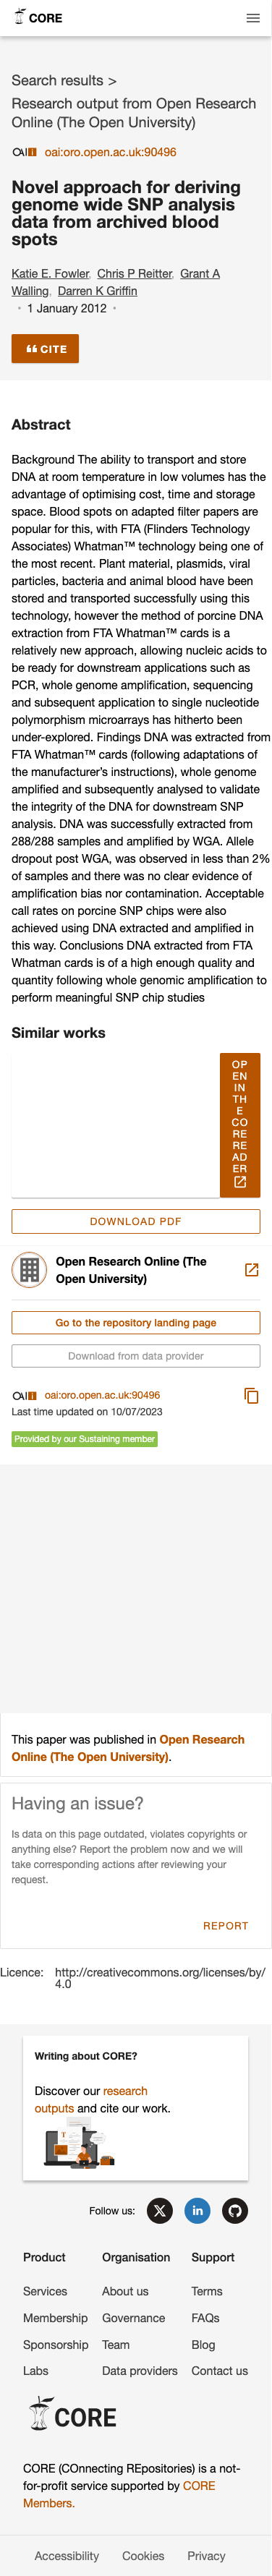 CORE
Search results >
Research output from Open Research
Online (The Open University)
OAI oai:oro.open.ac.uk:90496
Novel approach for deriving
genome wide SNP analysis
data from archived blood
spots
Katie E. Fowler, Chris P Reitter, Grant A
Walling, Darren K Griffin
• 1 January 2012 •
CITE
Abstract
Background The ability to transport and store
DNA at room temperature in low volumes has the
advantage of optimising cost, time and storage
space. Blood spots on adapted filter papers are
popular for this, with FTA (Flinders Technology
Associates) Whatman™ technology being one of
the most recent. Plant material, plasmids, viral
particles, bacteria and animal blood have been
stored and transported successfully using this
technology, however the method of porcine DNA
extraction from FTA Whatman™ cards is a
relatively new approach, allowing nucleic acids to
be ready for downstream applications such as
PCR, whole genome amplification, sequencing
and subsequent application to single nucleotide
polymorphism microarrays has hitherto been
under-explored. Findings DNA was extracted from
FTA Whatman™ cards (following adaptations of
the manufacturer’s instructions), whole genome
amplified and subsequently analysed to validate
the integrity of the DNA for downstream SNP
analysis. DNA was successfully extracted from
288/288 samples and amplified by WGA. Allele
dropout post WGA, was observed in less than 2%
of samples and there was no clear evidence of
amplification bias nor contamination. Acceptable
call rates on porcine SNP chips were also
achieved using DNA extracted and amplified in
this way. Conclusions DNA extracted from FTA
Whatman cards is of a high enough quality and
quantity following whole genomic amplification to
perform meaningful SNP chip studies
Similar works
OP
EN
IN
TH
E
CO
RE
RE
AD
ER
DOWNLOAD PDF
Open Research Online (The
Open University)
Go to the repository landing page
Download from data provider
OAI oai:oro.open.ac.uk:90496
Last time updated on 10/07/2023
Provided by our Sustaining member
This paper was published in Open Research
Online (The Open University).
Having an issue?
Is data on this page outdated, violates copyrights or
anything else? Report the problem now and we will
take corresponding actions after reviewing your
request.
REPORT
Licence: http://creativecommons.org/licenses/by/
4.0
Writing about CORE?
Discover our research
outputs and cite our work.
Follow us:
Product Organisation Support
Services About us Terms
Membership Governance FAQs
Sponsorship Team Blog
Labs Data providers Contact us
CORE
CORE (COnnecting REpositories) is a not-
for-profit service supported by CORE
Members.
Accessibility Cookies Privacy